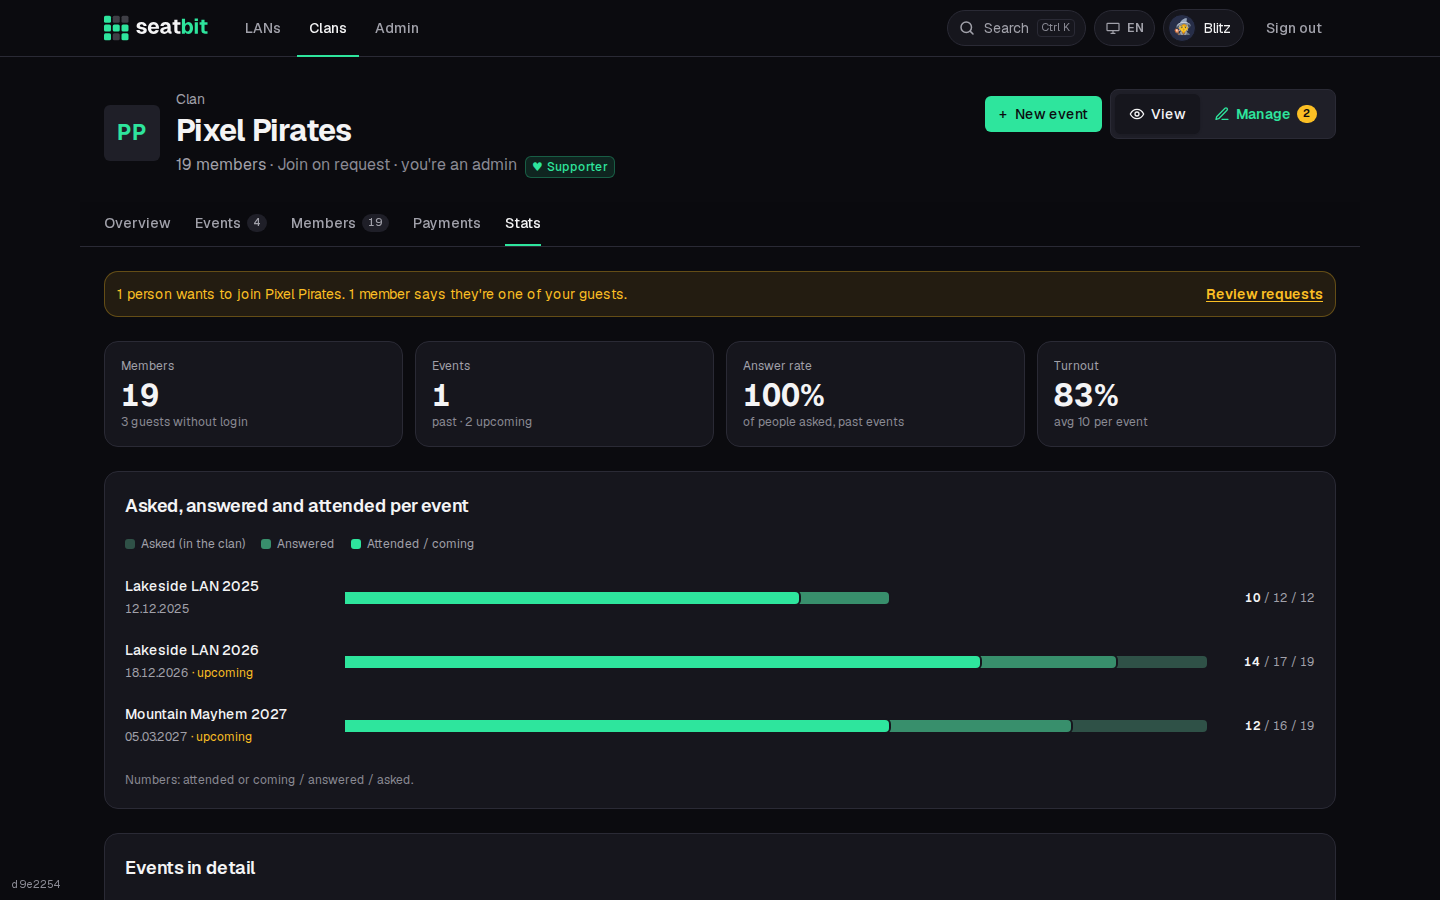 seatbit LANs Clans Admin Search Ctrl K EN Blitz Sign out
Clan
PP Pixel Pirates
19 members · Join on request · you're an admin ♥ Supporter
+ New event View Manage 2
Overview Events 4 Members 19 Payments Stats
1 person wants to join Pixel Pirates. 1 member says they're one of your guests. Review requests
Members
19
3 guests without login
Events
1
past · 2 upcoming
Answer rate
100%
of people asked, past events
Turnout
83%
avg 10 per event
Asked, answered and attended per event
Asked (in the clan) Answered Attended / coming
Lakeside LAN 2025
12.12.2025
10 / 12 / 12
Lakeside LAN 2026
18.12.2026 · upcoming
14 / 17 / 19
Mountain Mayhem 2027
05.03.2027 · upcoming
12 / 16 / 19
Numbers: attended or coming / answered / asked.
Events in detail
d9e2254